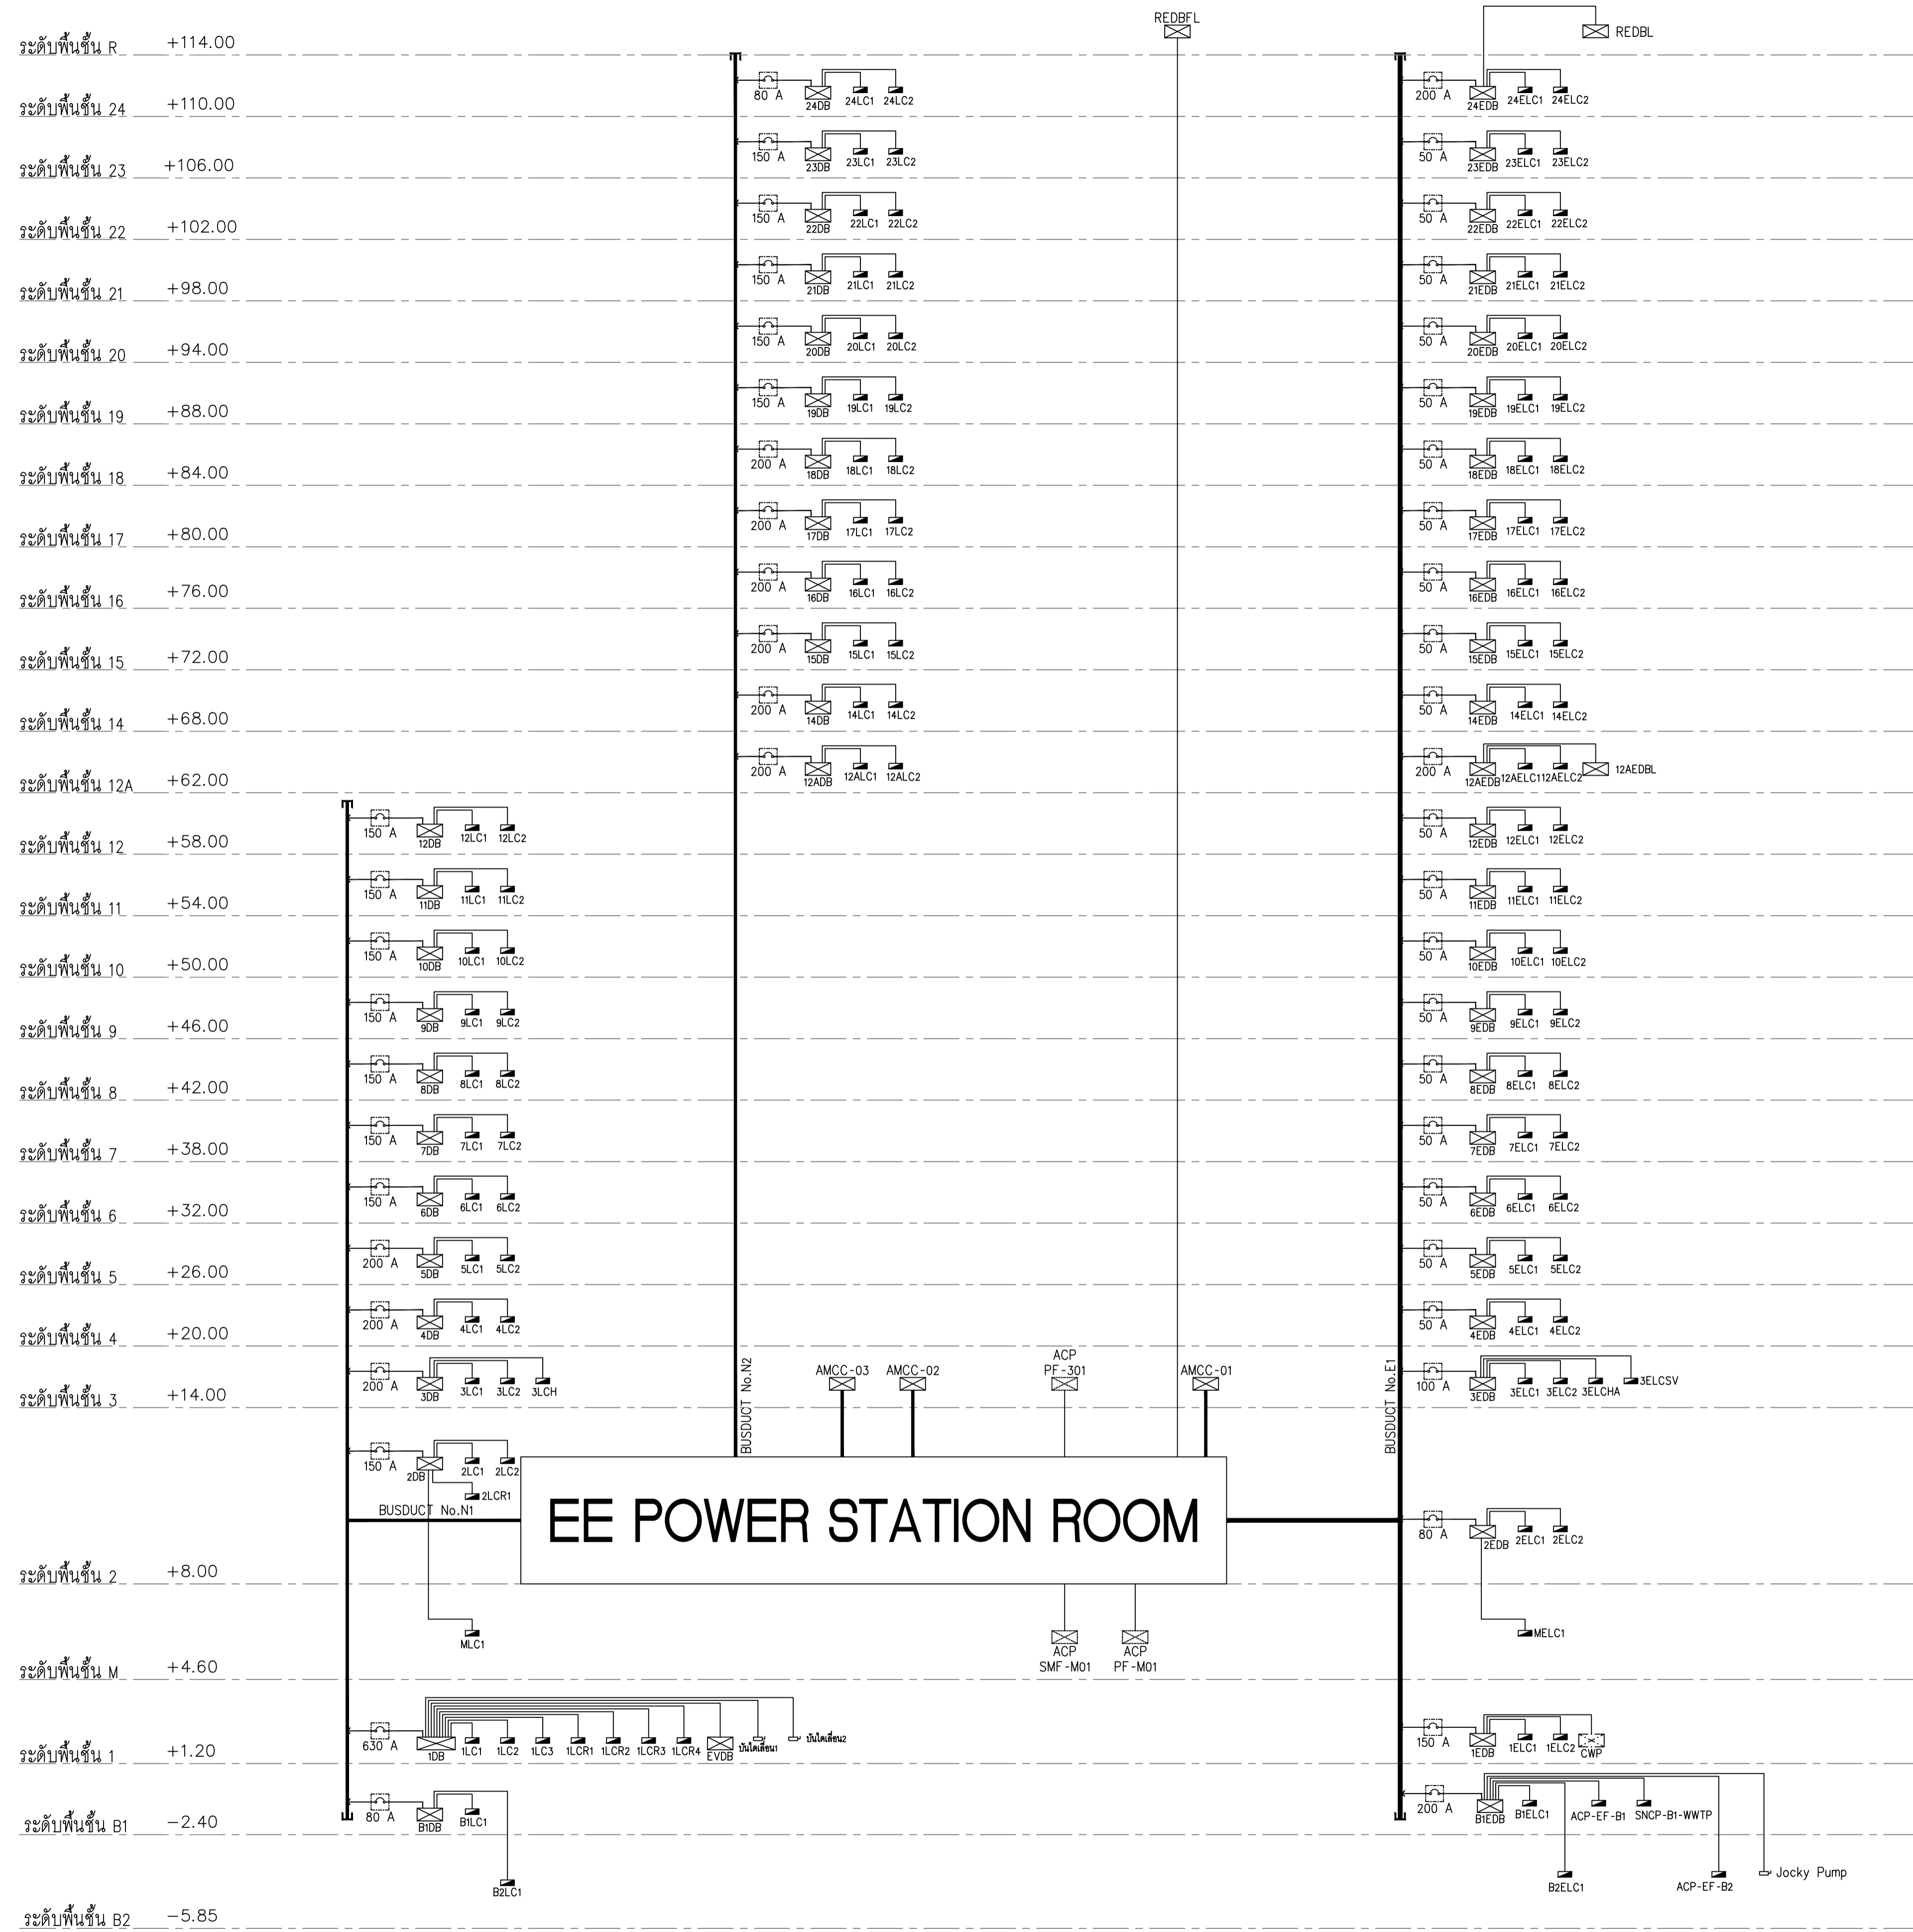 REDBFL
REDBL
ระดับพื้นชั้น R +114.00
80 A 24DB 24LC1 24LC2
200 A 24EDB 24ELC1 24ELC2
ระดับพื้นชั้น 24 +110.00
150 A 23DB 23LC1 23LC2
50 A 23EDB 23ELC1 23ELC2
ระดับพื้นชั้น 23 +106.00
150 A 22DB 22LC1 22LC2
50 A 22EDB 22ELC1 22ELC2
ระดับพื้นชั้น 22 +102.00
150 A 21DB 21LC1 21LC2
50 A 21EDB 21ELC1 21ELC2
ระดับพื้นชั้น 21 +98.00
150 A 20DB 20LC1 20LC2
50 A 20EDB 20ELC1 20ELC2
ระดับพื้นชั้น 20 +94.00
150 A 19DB 19LC1 19LC2
50 A 19EDB 19ELC1 19ELC2
ระดับพื้นชั้น 19 +88.00
200 A 18DB 18LC1 18LC2
50 A 18EDB 18ELC1 18ELC2
ระดับพื้นชั้น 18 +84.00
200 A 17DB 17LC1 17LC2
50 A 17EDB 17ELC1 17ELC2
ระดับพื้นชั้น 17 +80.00
200 A 16DB 16LC1 16LC2
50 A 16EDB 16ELC1 16ELC2
ระดับพื้นชั้น 16 +76.00
200 A 15DB 15LC1 15LC2
50 A 15EDB 15ELC1 15ELC2
ระดับพื้นชั้น 15 +72.00
200 A 14DB 14LC1 14LC2
50 A 14EDB 14ELC1 14ELC2
ระดับพื้นชั้น 14 +68.00
200 A 12ADB 12ALC1 12ALC2
200 A 12AEDB 12AELC1 12AELC2 12AEDBL
ระดับพื้นชั้น 12A +62.00
150 A 12DB 12LC1 12LC2
50 A 12EDB 12ELC1 12ELC2
ระดับพื้นชั้น 12 +58.00
150 A 11DB 11LC1 11LC2
50 A 11EDB 11ELC1 11ELC2
ระดับพื้นชั้น 11 +54.00
150 A 10DB 10LC1 10LC2
50 A 10EDB 10ELC1 10ELC2
ระดับพื้นชั้น 10 +50.00
150 A 9DB 9LC1 9LC2
50 A 9EDB 9ELC1 9ELC2
ระดับพื้นชั้น 9 +46.00
150 A 8DB 8LC1 8LC2
50 A 8EDB 8ELC1 8ELC2
ระดับพื้นชั้น 8 +42.00
150 A 7DB 7LC1 7LC2
50 A 7EDB 7ELC1 7ELC2
ระดับพื้นชั้น 7 +38.00
150 A 6DB 6LC1 6LC2
50 A 6EDB 6ELC1 6ELC2
ระดับพื้นชั้น 6 +32.00
200 A 5DB 5LC1 5LC2
50 A 5EDB 5ELC1 5ELC2
ระดับพื้นชั้น 5 +26.00
200 A 4DB 4LC1 4LC2
50 A 4EDB 4ELC1 4ELC2
ระดับพื้นชั้น 4 +20.00
200 A 3DB 3LC1 3LC2 3LCH
BUSDUCT No.N2
AMCC-03 AMCC-02
ACP
PF-301
AMCC-01
BUSDUCT No.E1
100 A 3EDB 3ELC1 3ELC2 3ELCHA 3ELCSV
ระดับพื้นชั้น 3 +14.00
150 A 2DB 2LC1 2LC2
2LCR1
BUSDUCT No.N1
EE POWER STATION ROOM
80 A 2EDB 2ELC1 2ELC2
ระดับพื้นชั้น 2 +8.00
MLC1
ACP
SMF-M01
ACP
PF-M01
MELC1
ระดับพื้นชั้น M +4.60
630 A 1DB 1LC1 1LC2 1LC3 1LCR1 1LCR2 1LCR3 1LCR4 EVDB บันไดเลื่อน1 บันไดเลื่อน2
150 A 1EDB 1ELC1 1ELC2 CWP
ระดับพื้นชั้น 1 +1.20
80 A B1DB B1LC1
200 A B1EDB B1ELC1 ACP-EF-B1 SNCP-B1-WWTP
ระดับพื้นชั้น B1 -2.40
B2LC1
B2ELC1 ACP-EF-B2 Jocky Pump
ระดับพื้นชั้น B2 -5.85